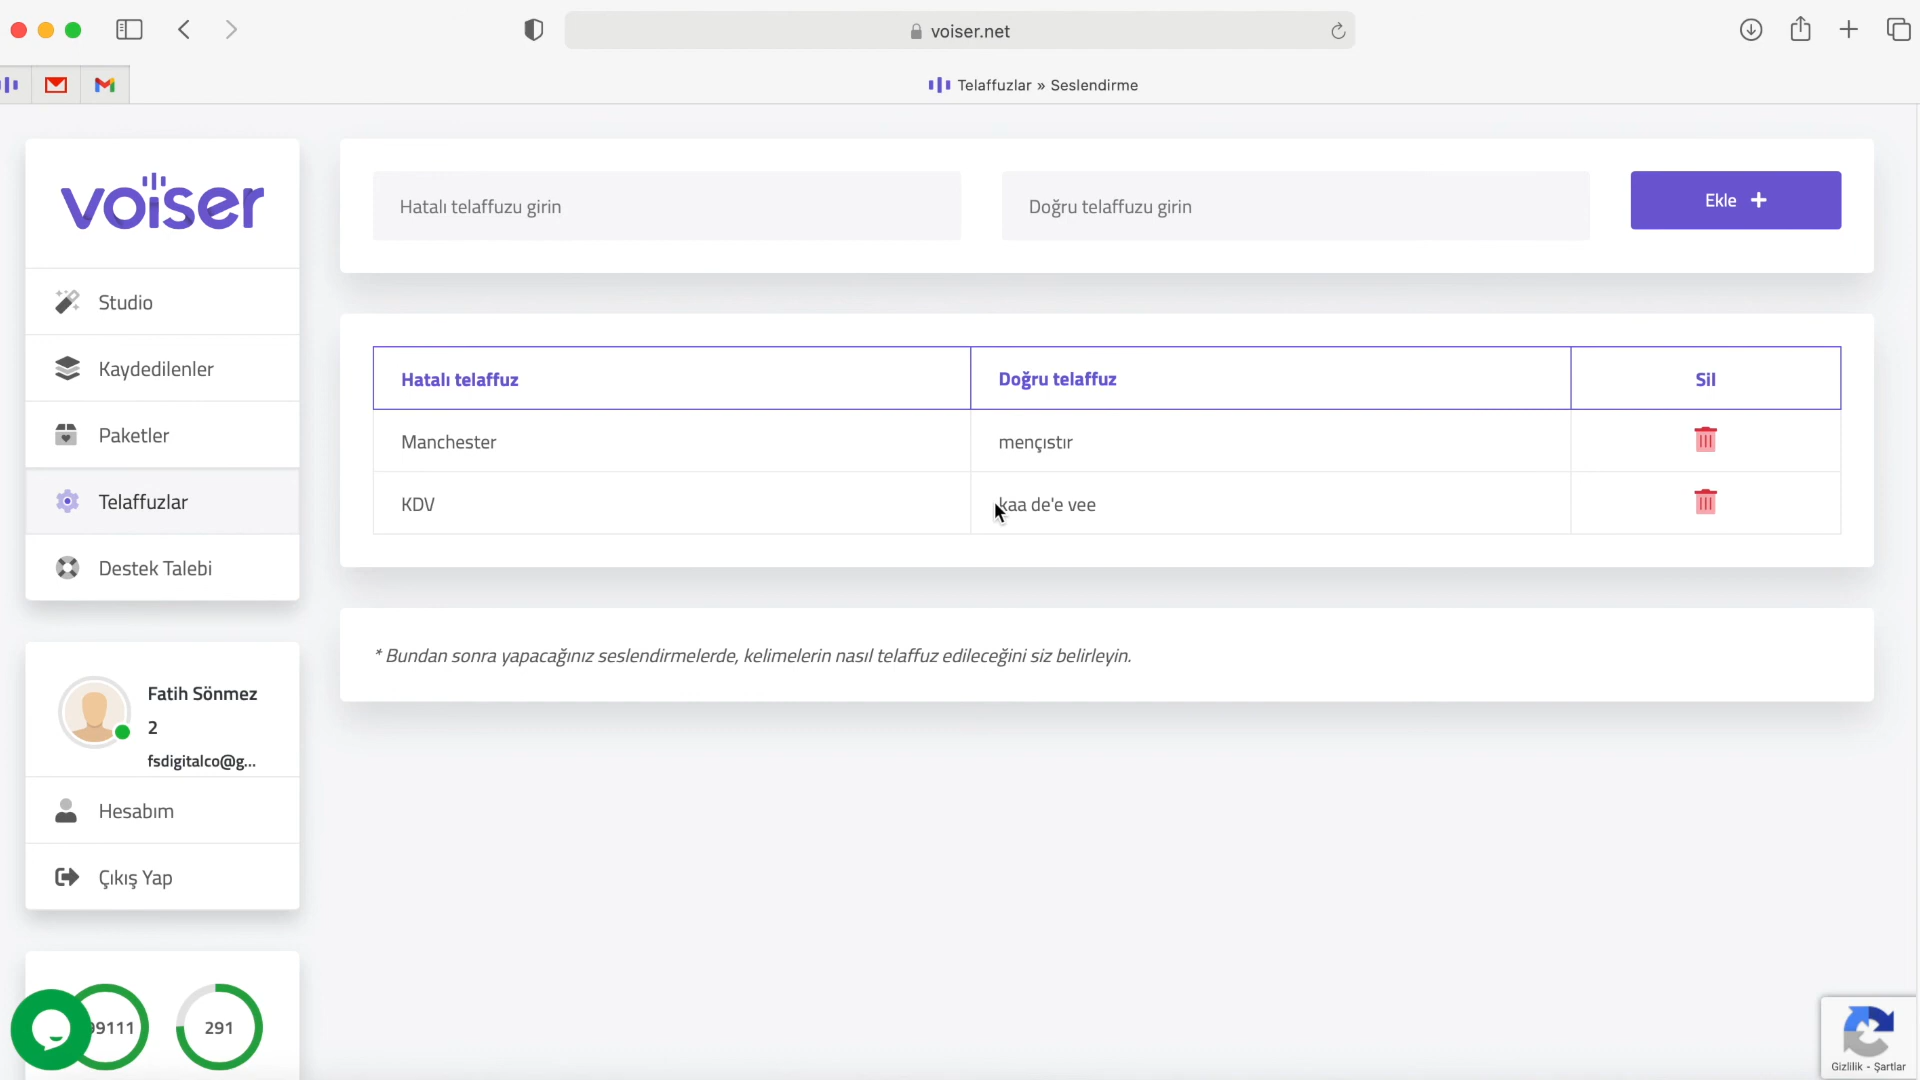 voiser.net
Telaffuzlar » Seslendirme
voiser
Studio
Kaydedilenler
Paketler
Telaffuzlar
Destek Talebi
Fatih Sönmez
2
fsdigitalco@g...
Hesabım
Çıkış Yap
9111
291
Hatalı telaffuzu girin
Doğru telaffuzu girin
Ekle +
Hatalı telaffuz
Doğru telaffuz
Sil
Manchester
mençıstır
KDV
kaa de'e vee
* Bundan sonra yapacağınız seslendirmelerde, kelimelerin nasıl telaffuz edileceğini siz belirleyin.
Gizlilik - Şartlar